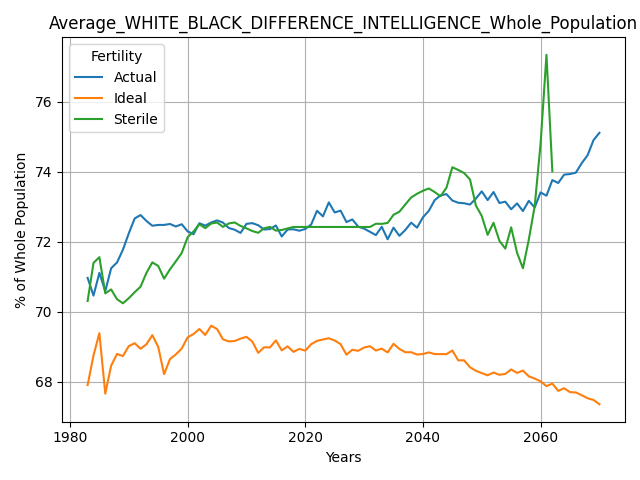 Average_WHITE_BLACK_DIFFERENCE_INTELLIGENCE_Whole_Population
Fertility
Actual
Ideal
Sterile
% of Whole Population
76
74
72
70
68
1980
2000
2020
2040
2060
Years